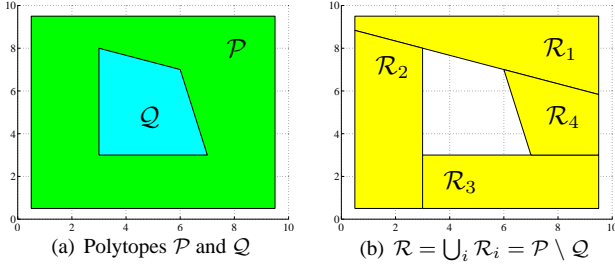 10
8
6
4
2
0
0 2 4 6 8 10
𝒫
𝒬
(a) Polytopes 𝒫 and 𝒬
10
8
6
4
2
0
0 2 4 6 8 10
ℛ₁
ℛ₂
ℛ₄
ℛ₃
(b) ℛ = ⋃ᵢ ℛᵢ = 𝒫 \ 𝒬